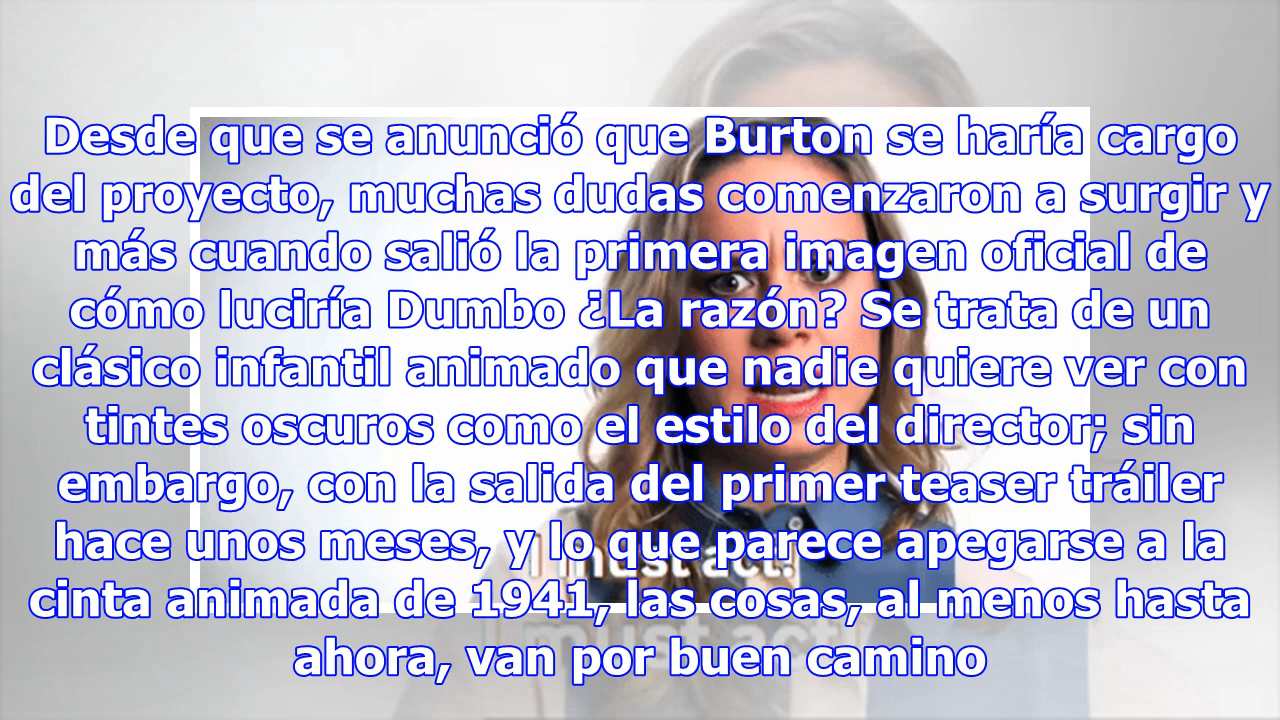 Desde que se anunció que Burton se haría cargo
del proyecto, muchas dudas comenzaron a surgir y
más cuando salió la primera imagen oficial de
cómo luciría Dumbo ¿La razón? Se trata de un
clásico infantil animado que nadie quiere ver con
tintes oscuros como el estilo del director; sin
embargo, con la salida del primer teaser tráiler
hace unos meses, y lo que parece apegarse a la
I must act!
cinta animada de 1941, las cosas, al menos hasta
I must act!
ahora, van por buen camino